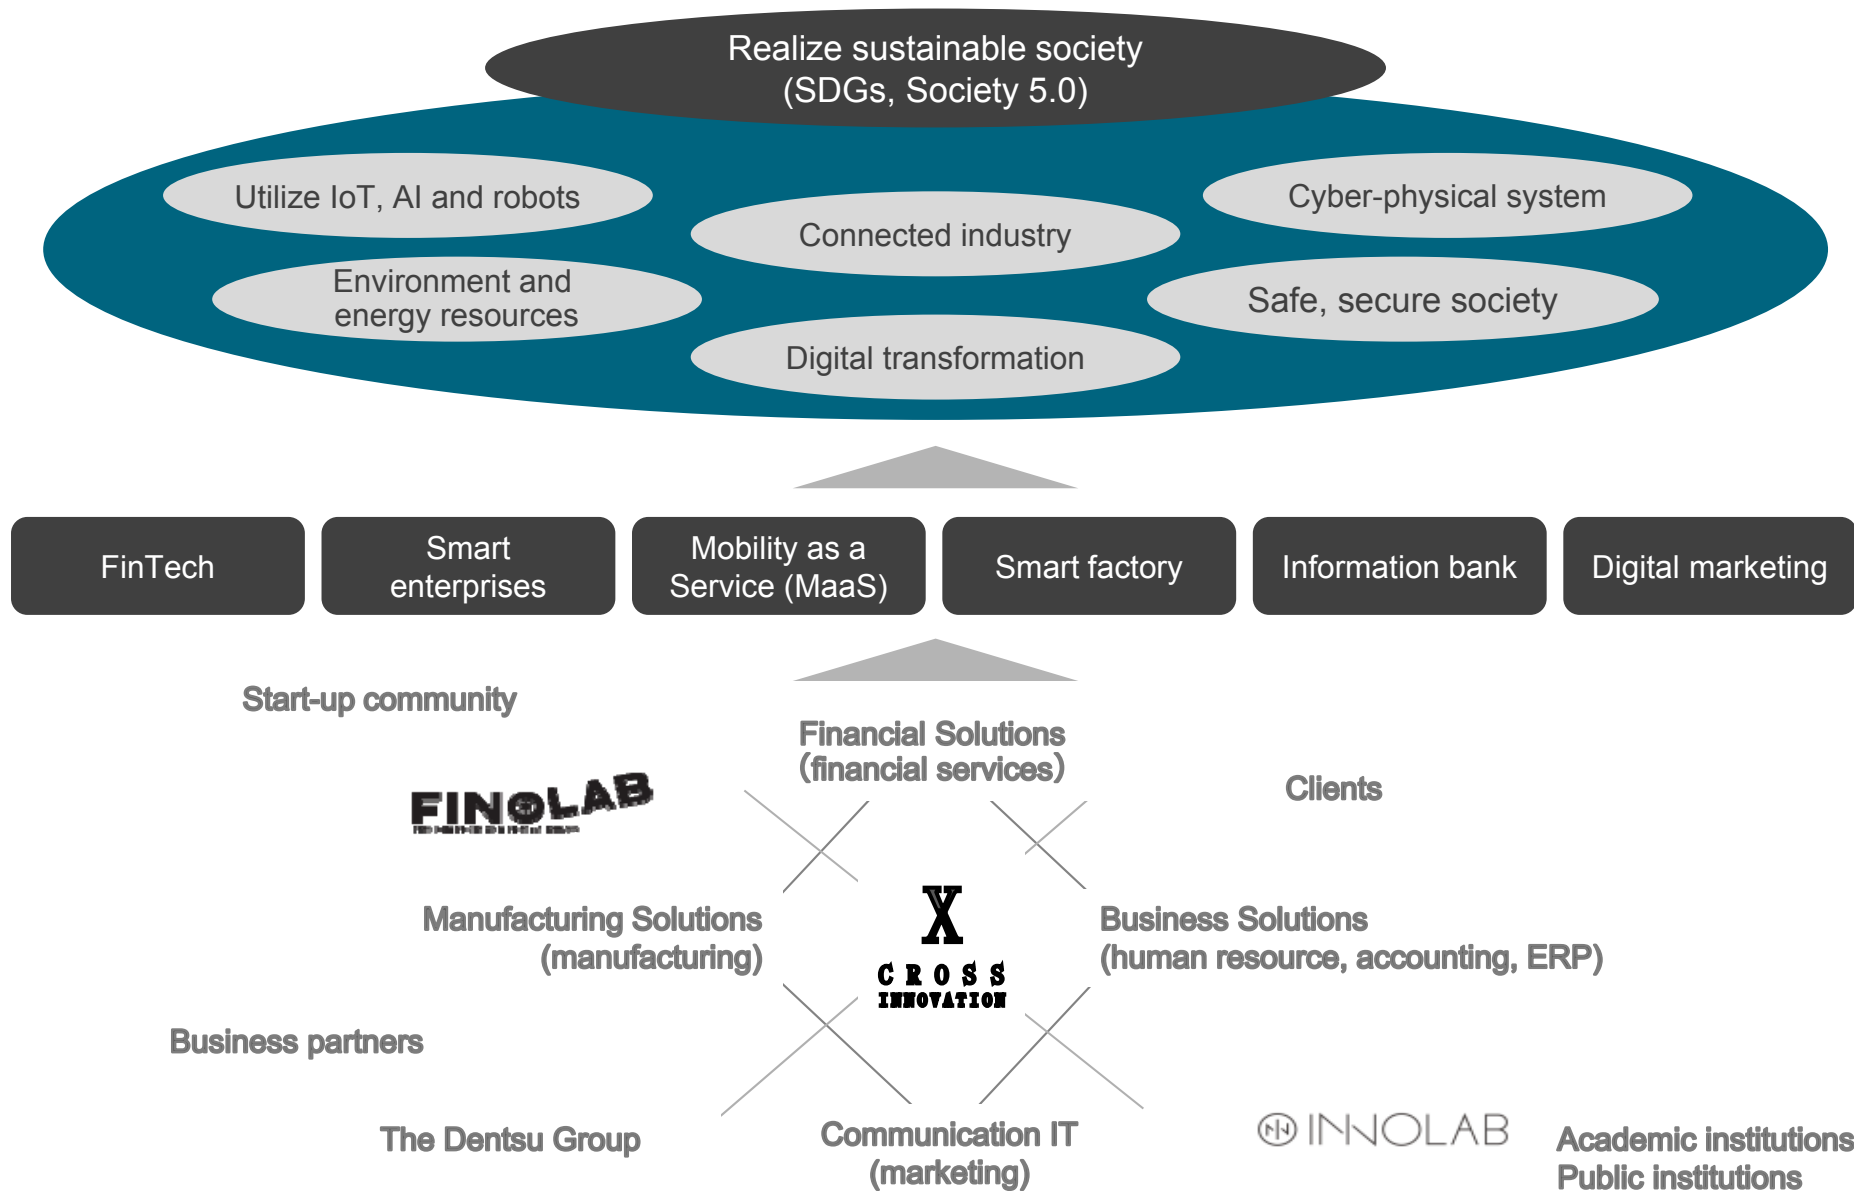 Realize sustainable society
(SDGs, Society 5.0)
Utilize IoT, AI and robots
Cyber-physical system
Connected industry
Environment and
energy resources
Safe, secure society
Digital transformation
FinTech
Smart
enterprises
Mobility as a
Service (MaaS)
Smart factory
Information bank
Digital marketing
Start-up community
Financial Solutions
(financial services)
Clients
FINOLAB
Manufacturing Solutions
(manufacturing)
X
CROSS
INNOVATION
Business Solutions
(human resource, accounting, ERP)
Business partners
The Dentsu Group
Communication IT
(marketing)
INNOLAB
Academic institutions
Public institutions